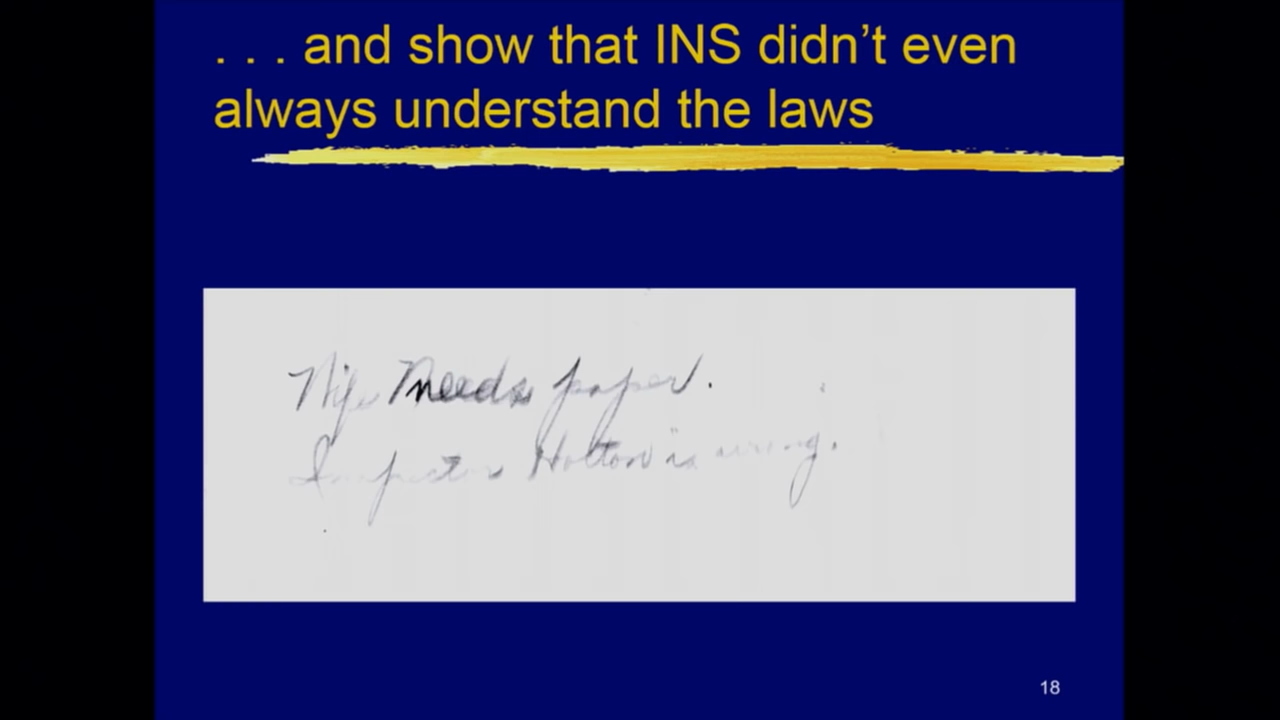 . . . and show that INS didn't even
always understand the laws
Wife needs paper.
Inspector Holton is wrong.
18